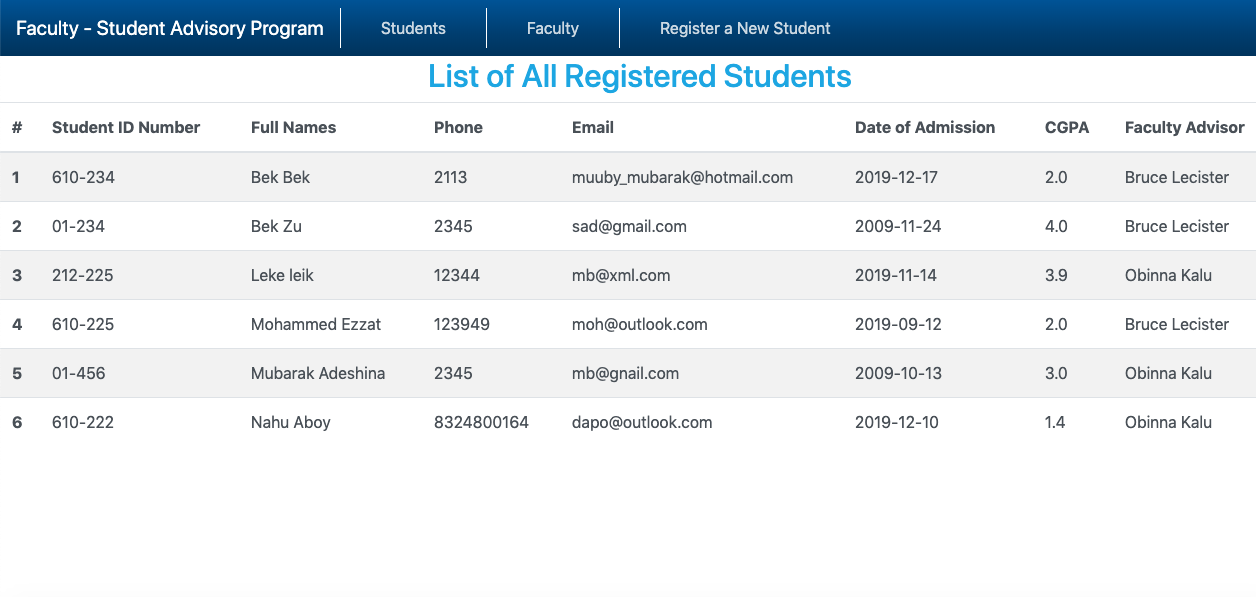 Faculty - Student Advisory Program Students Faculty Register a New Student
List of All Registered Students
# Student ID Number Full Names Phone Email Date of Admission CGPA Faculty Advisor
1 610-234 Bek Bek 2113 muuby_mubarak@hotmail.com 2019-12-17 2.0 Bruce Lecister
2 01-234 Bek Zu 2345 sad@gmail.com 2009-11-24 4.0 Bruce Lecister
3 212-225 Leke leik 12344 mb@xml.com 2019-11-14 3.9 Obinna Kalu
4 610-225 Mohammed Ezzat 123949 moh@outlook.com 2019-09-12 2.0 Bruce Lecister
5 01-456 Mubarak Adeshina 2345 mb@gnail.com 2009-10-13 3.0 Obinna Kalu
6 610-222 Nahu Aboy 8324800164 dapo@outlook.com 2019-12-10 1.4 Obinna Kalu